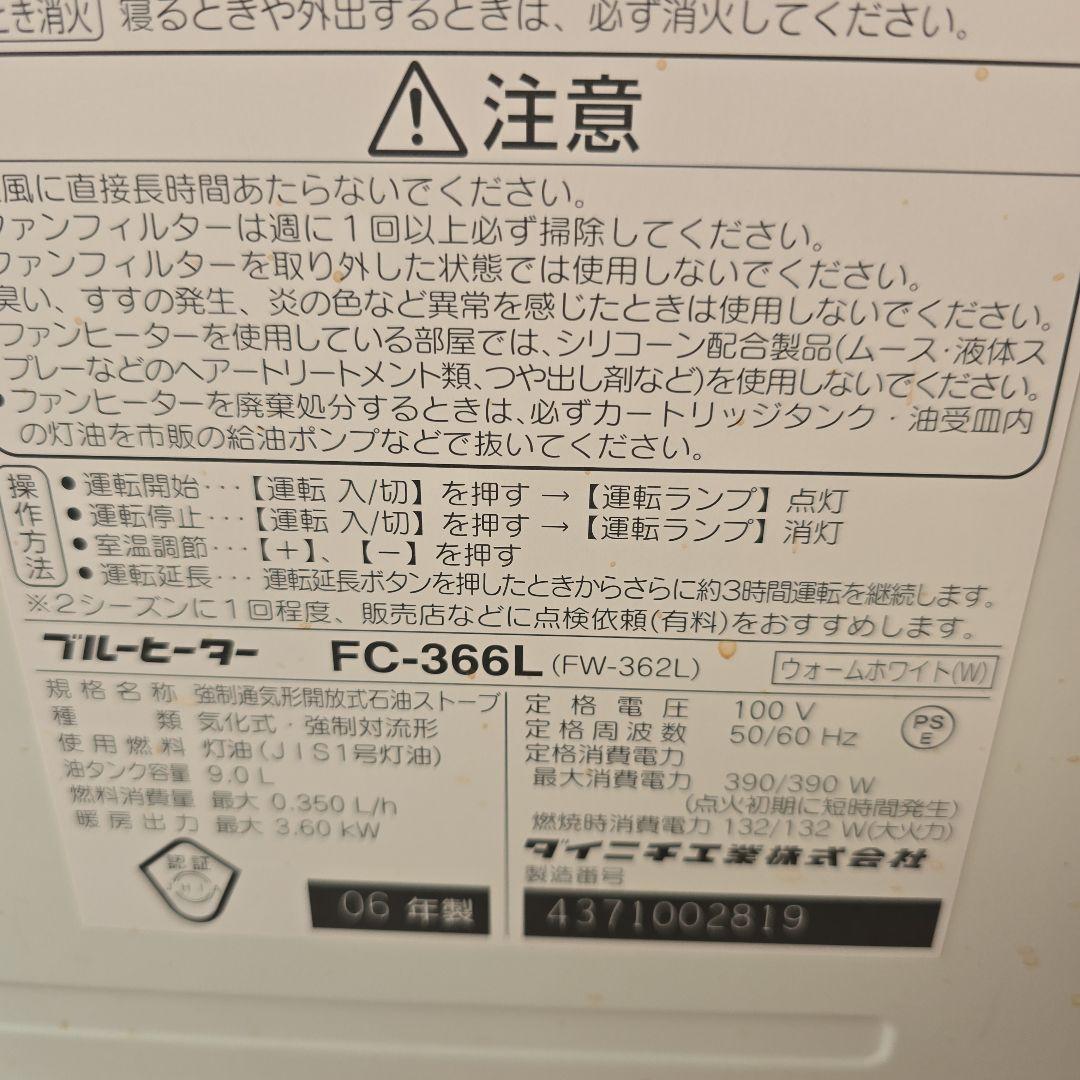 とき消火 寝るときや外出するときは、必ず消火してください。
注意
風に直接長時間あたらないでください。
ファンフィルターは週に1回以上必ず掃除してください。
ファンフィルターを取り外した状態では使用しないでください。
臭い、すすの発生、炎の色など異常を感じたときは使用しないでください。
ファンヒーターを使用している部屋では、シリコーン配合製品(ムース・液体ス
プレーなどのヘアートリートメント類、つや出し剤など)を使用しないでください。
●ファンヒーターを廃棄処分するときは、必ずカートリッジタンク・油受皿内
の灯油を市販の給油ポンプなどで抜いてください。
操作方法
●運転開始･･･【運転 入/切】を押す → 【運転ランプ】点灯
●運転停止･･･【運転 入/切】を押す → 【運転ランプ】消灯
●室温調節･･･【＋】、【－】を押す
●運転延長･･･ 運転延長ボタンを押したときからさらに約3時間運転を継続します。
※2シーズンに1回程度、販売店などに点検依頼(有料)をおすすめします。
ブルーヒーター FC-366L (FW-362L) ウォームホワイト(W)
規格名称 強制通気形開放式石油ストーブ
種類 気化式・強制対流形
使用燃料 灯油(JIS1号灯油)
油タンク容量 9.0 L
燃料消費量 最大 0.350 L/h
暖房出力 最大 3.60 kW
認証
06 年製
定格電圧 100 V
定格周波数 50/60 Hz
PS
E
定格消費電力
最大消費電力 390/390 W
(点火初期に短時間発生)
燃焼時消費電力 132/132 W(大火力)
ダイニチ工業株式会社
製造番号
4371002819